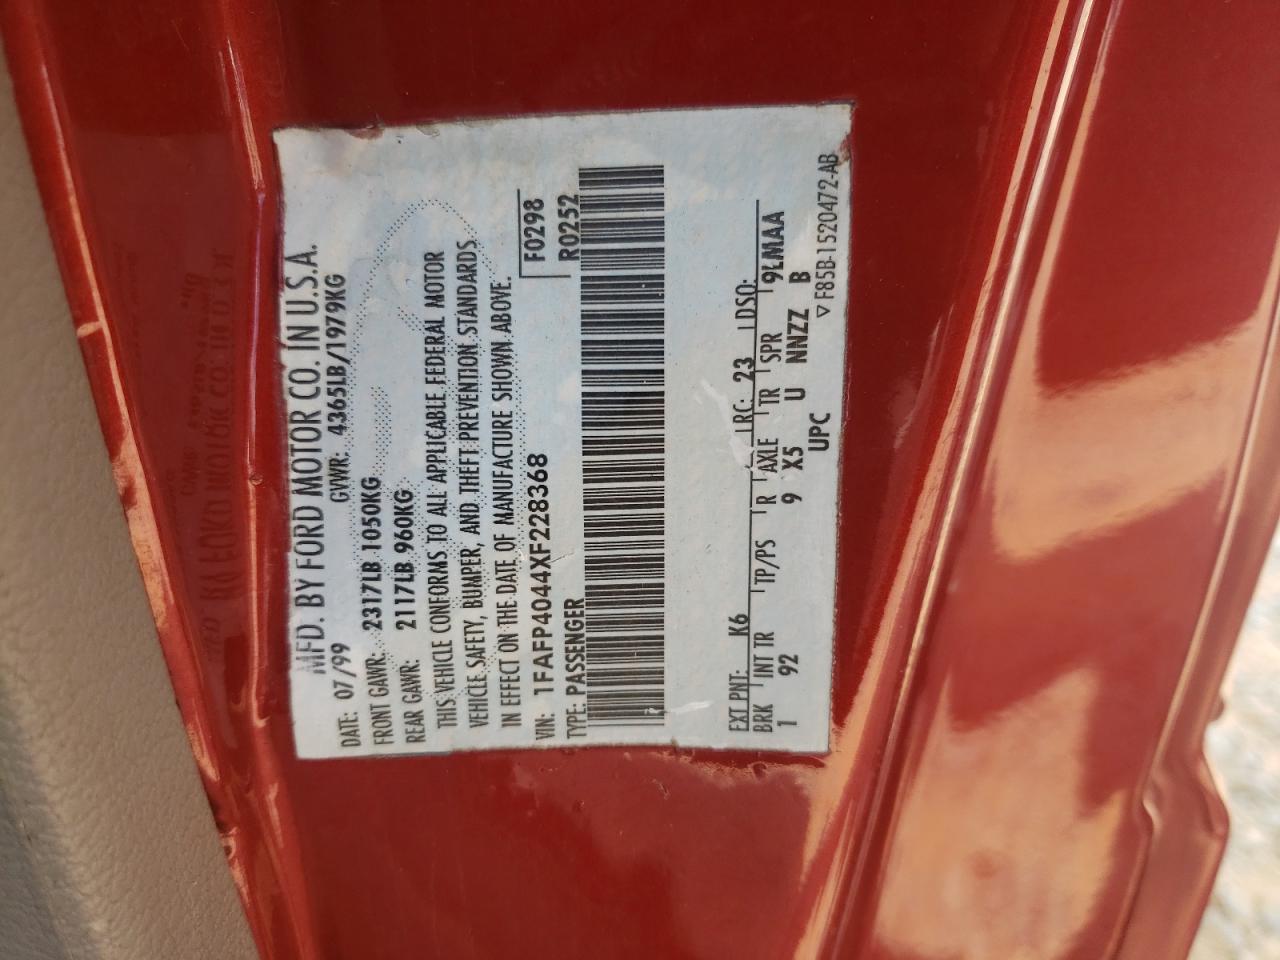 MFD. BY FORD MOTOR CO. IN U.S.A.
DATE: 07/99 GVWR: 4365LB/1979KG
FRONT GAWR: 2317LB 1050KG
REAR GAWR: 2117LB 960KG
THIS VEHICLE CONFORMS TO ALL APPLICABLE FEDERAL MOTOR
VEHICLE SAFETY, BUMPER, AND THEFT PREVENTION STANDARDS
IN EFFECT ON THE DATE OF MANUFACTURE SHOWN ABOVE.
VIN: 1FAFP4044XF228368 F0298
TYPE: PASSENGER R0252
EXT PNT: K6 RC: 23 DSO:
BRK INT TR TP/PS R AXLE TR SPR 9LMAA
1 92 9 X5 U NNZZ B
UPC ▽F85B-1520472-AB